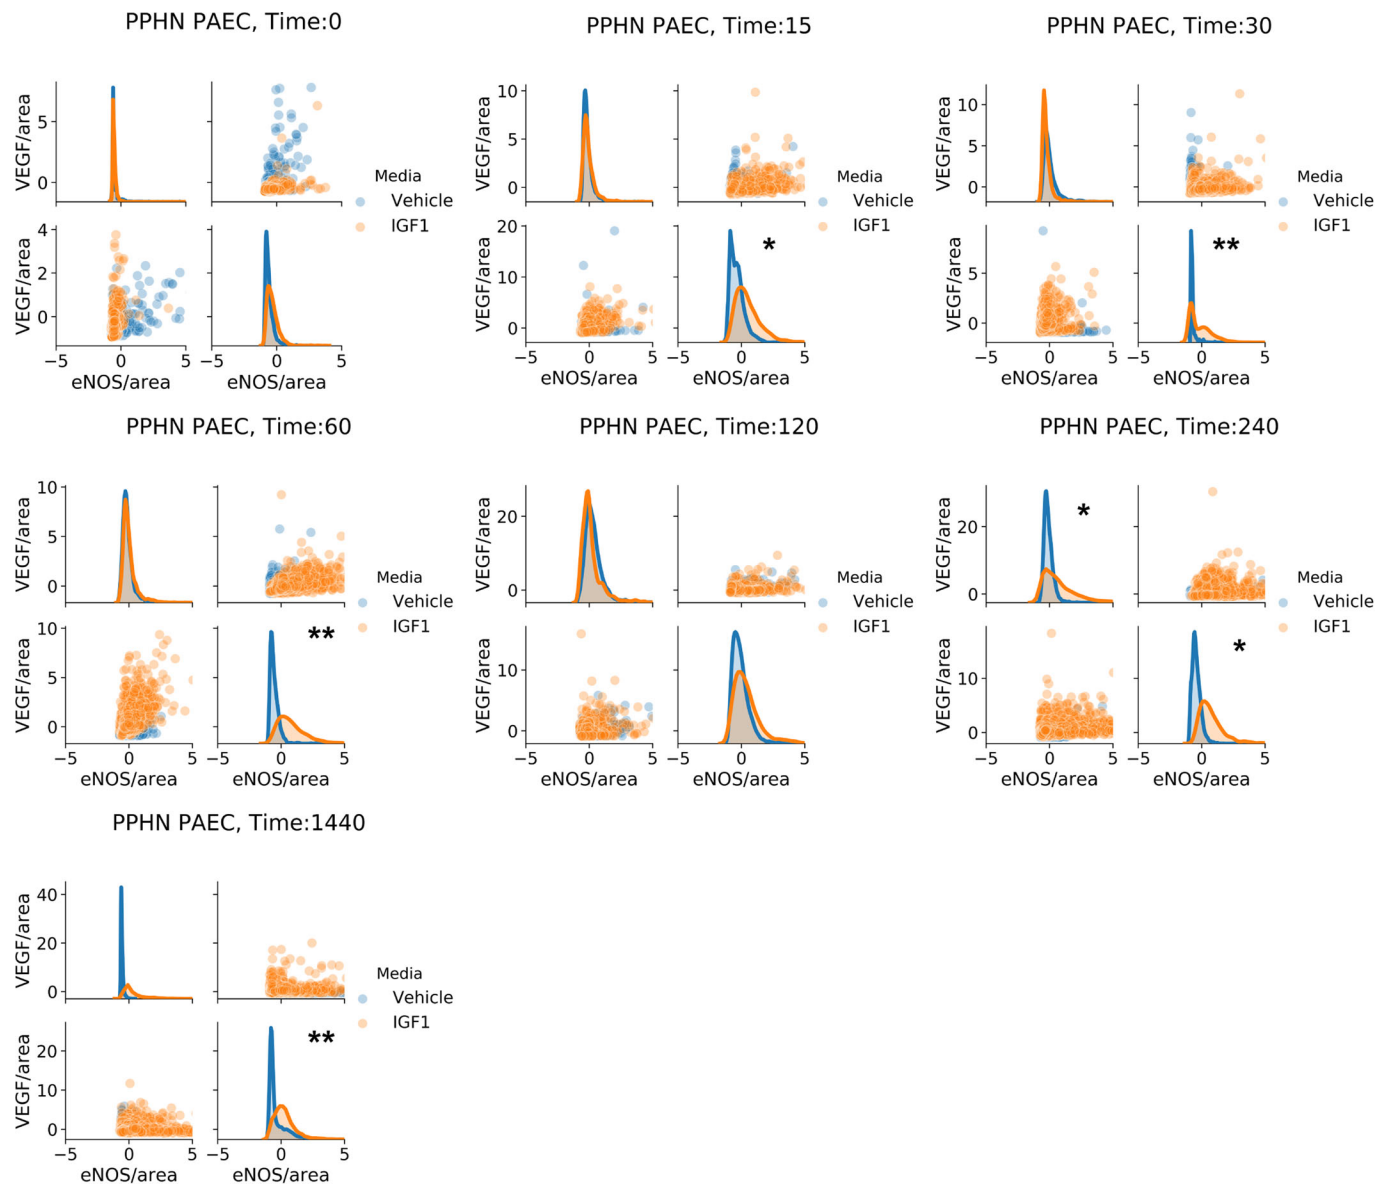 PPHN PAEC, Time:0
VEGF/area
5
0
Media
Vehicle
IGF1
VEGF/area
4
2
0
−5
0
5
−5
0
5
eNOS/area
eNOS/area
PPHN PAEC, Time:15
VEGF/area
10
5
0
Media
Vehicle
IGF1
VEGF/area
20
10
0
*
−5
0
5
−5
0
5
eNOS/area
eNOS/area
PPHN PAEC, Time:30
VEGF/area
10
5
0
Media
Vehicle
IGF1
VEGF/area
5
0
**
−5
0
5
−5
0
5
eNOS/area
eNOS/area
PPHN PAEC, Time:60
VEGF/area
10
5
0
Media
Vehicle
IGF1
VEGF/area
10
5
0
**
−5
0
5
−5
0
5
eNOS/area
eNOS/area
PPHN PAEC, Time:120
VEGF/area
20
0
Media
Vehicle
IGF1
VEGF/area
10
0
−5
0
5
−5
0
5
eNOS/area
eNOS/area
PPHN PAEC, Time:240
VEGF/area
20
0
*
Media
Vehicle
IGF1
VEGF/area
10
0
*
−5
0
5
−5
0
5
eNOS/area
eNOS/area
PPHN PAEC, Time:1440
VEGF/area
40
20
0
Media
Vehicle
IGF1
VEGF/area
20
10
0
**
−5
0
5
−5
0
5
eNOS/area
eNOS/area